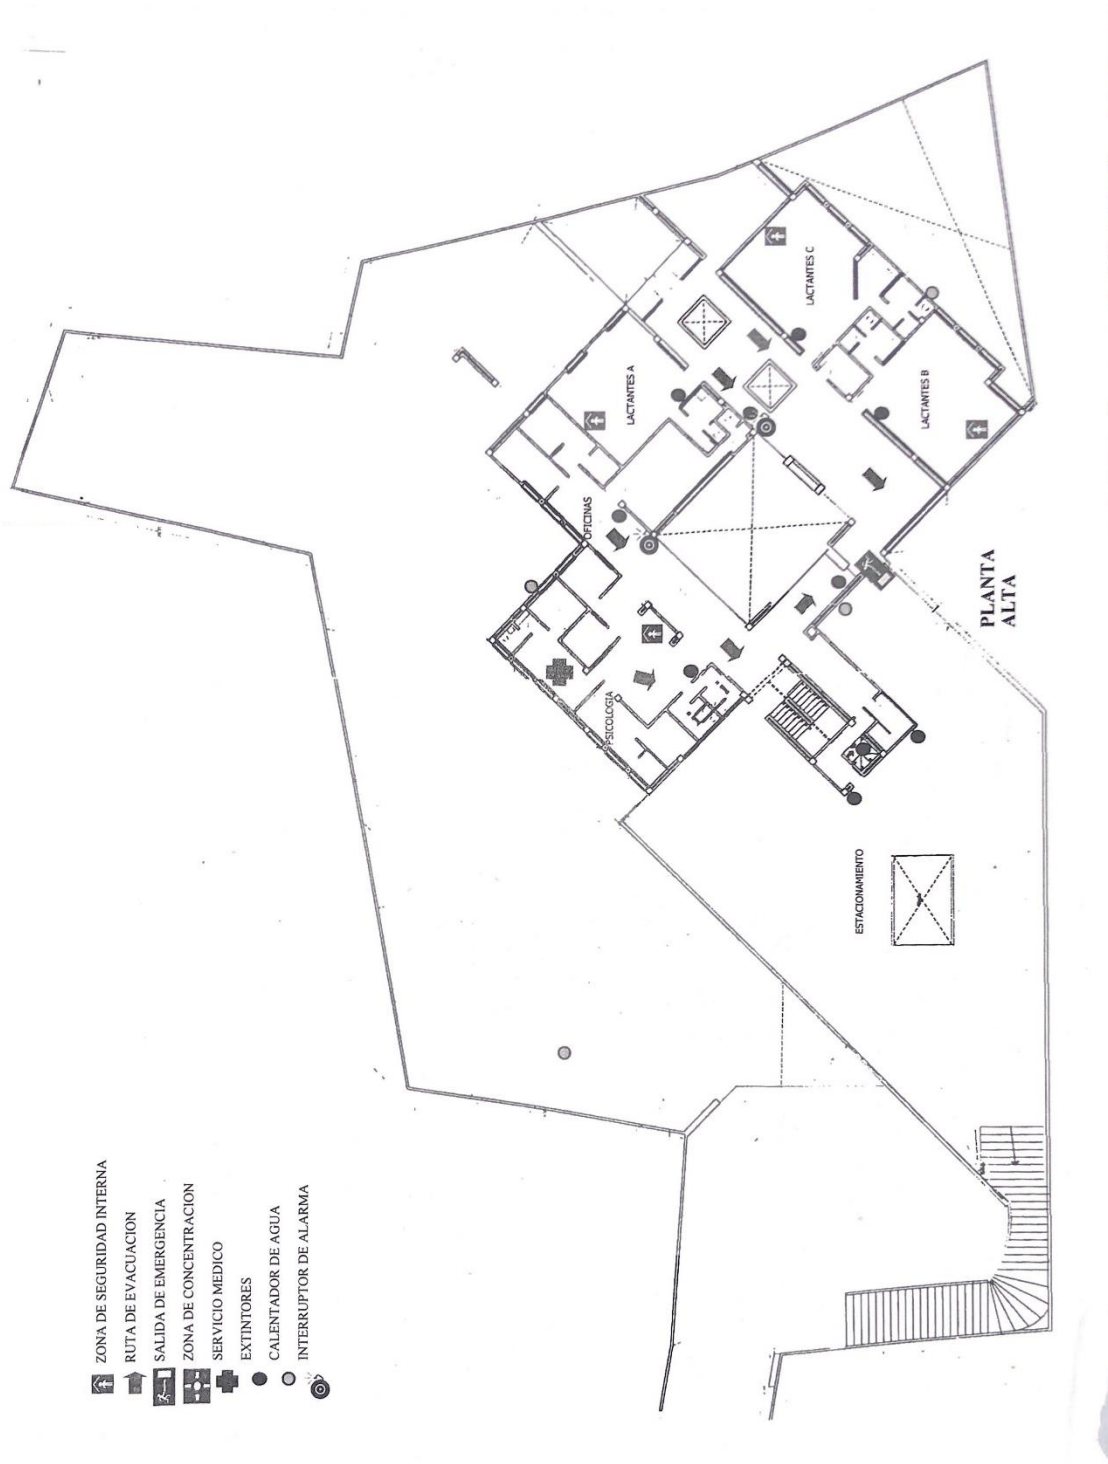 ZONA DE SEGURIDAD INTERNA
RUTA DE EVACUACION
SALIDA DE EMERGENCIA
ZONA DE CONCENTRACION
SERVICIO MEDICO
EXTINTORES
CALENTADOR DE AGUA
INTERRUPTOR DE ALARMA
ESTACIONAMIENTO
PSICOLOGIA
OFICINAS
LACTANTES A
LACTANTES B
LACTANTES C
PLANTA
ALTA